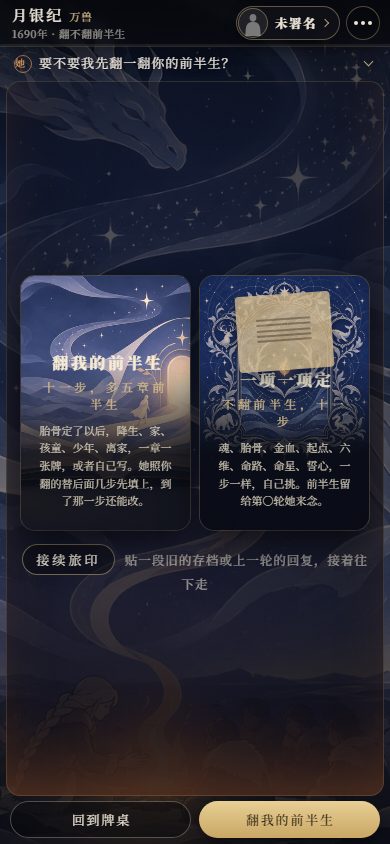 月银纪 万兽
1690年 · 翻不翻前半生
未署名
她 要不要我先翻一翻你的前半生？
翻我的前半生
十一步，多五章前
半生
胎骨定了以后，降生、家、
孩童、少年、离家，一章一
张牌，或者自己写。她照你
翻的替后面几步先填上，到
了那一步还能改。
一项一项定
不翻前半生，十一
步
魂、胎骨、金血、起点、六
维、命路、命星、誓心，一
步一样，自己挑。前半生留
给第〇轮她来念。
接续旅印 贴一段旧的存档或上一轮的回复，接着往
下走
回到牌桌
翻我的前半生